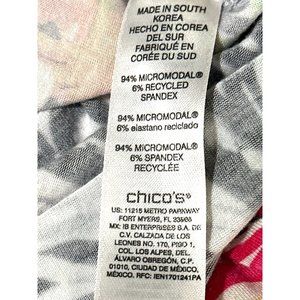 MADE IN SOUTH
KOREA
HECHO EN COREA
DEL SUR
FABRIQUÉ EN
CORÉE DU SUD
94% MICROMODAL®
6% RECYCLED
SPANDEX
94% MICROMODAL®
6% elastano reciclado
94% MICROMODAL®
6% SPANDEX
RECYCLÉE
chico's®
US: 11215 METRO PARKWAY
FORT MYERS, FL 33966
MX: IB ENTERPRISES S.A. DE
C.V. CALZADA DE LOS
LEONES NO. 170, PISO 1,
COL. LOS ALPES, DEL.
ÁLVARO OBREGÓN, C.P.
01010, CIUDAD DE MÉXICO,
MÉXICO. RFC: IEN1701241PA